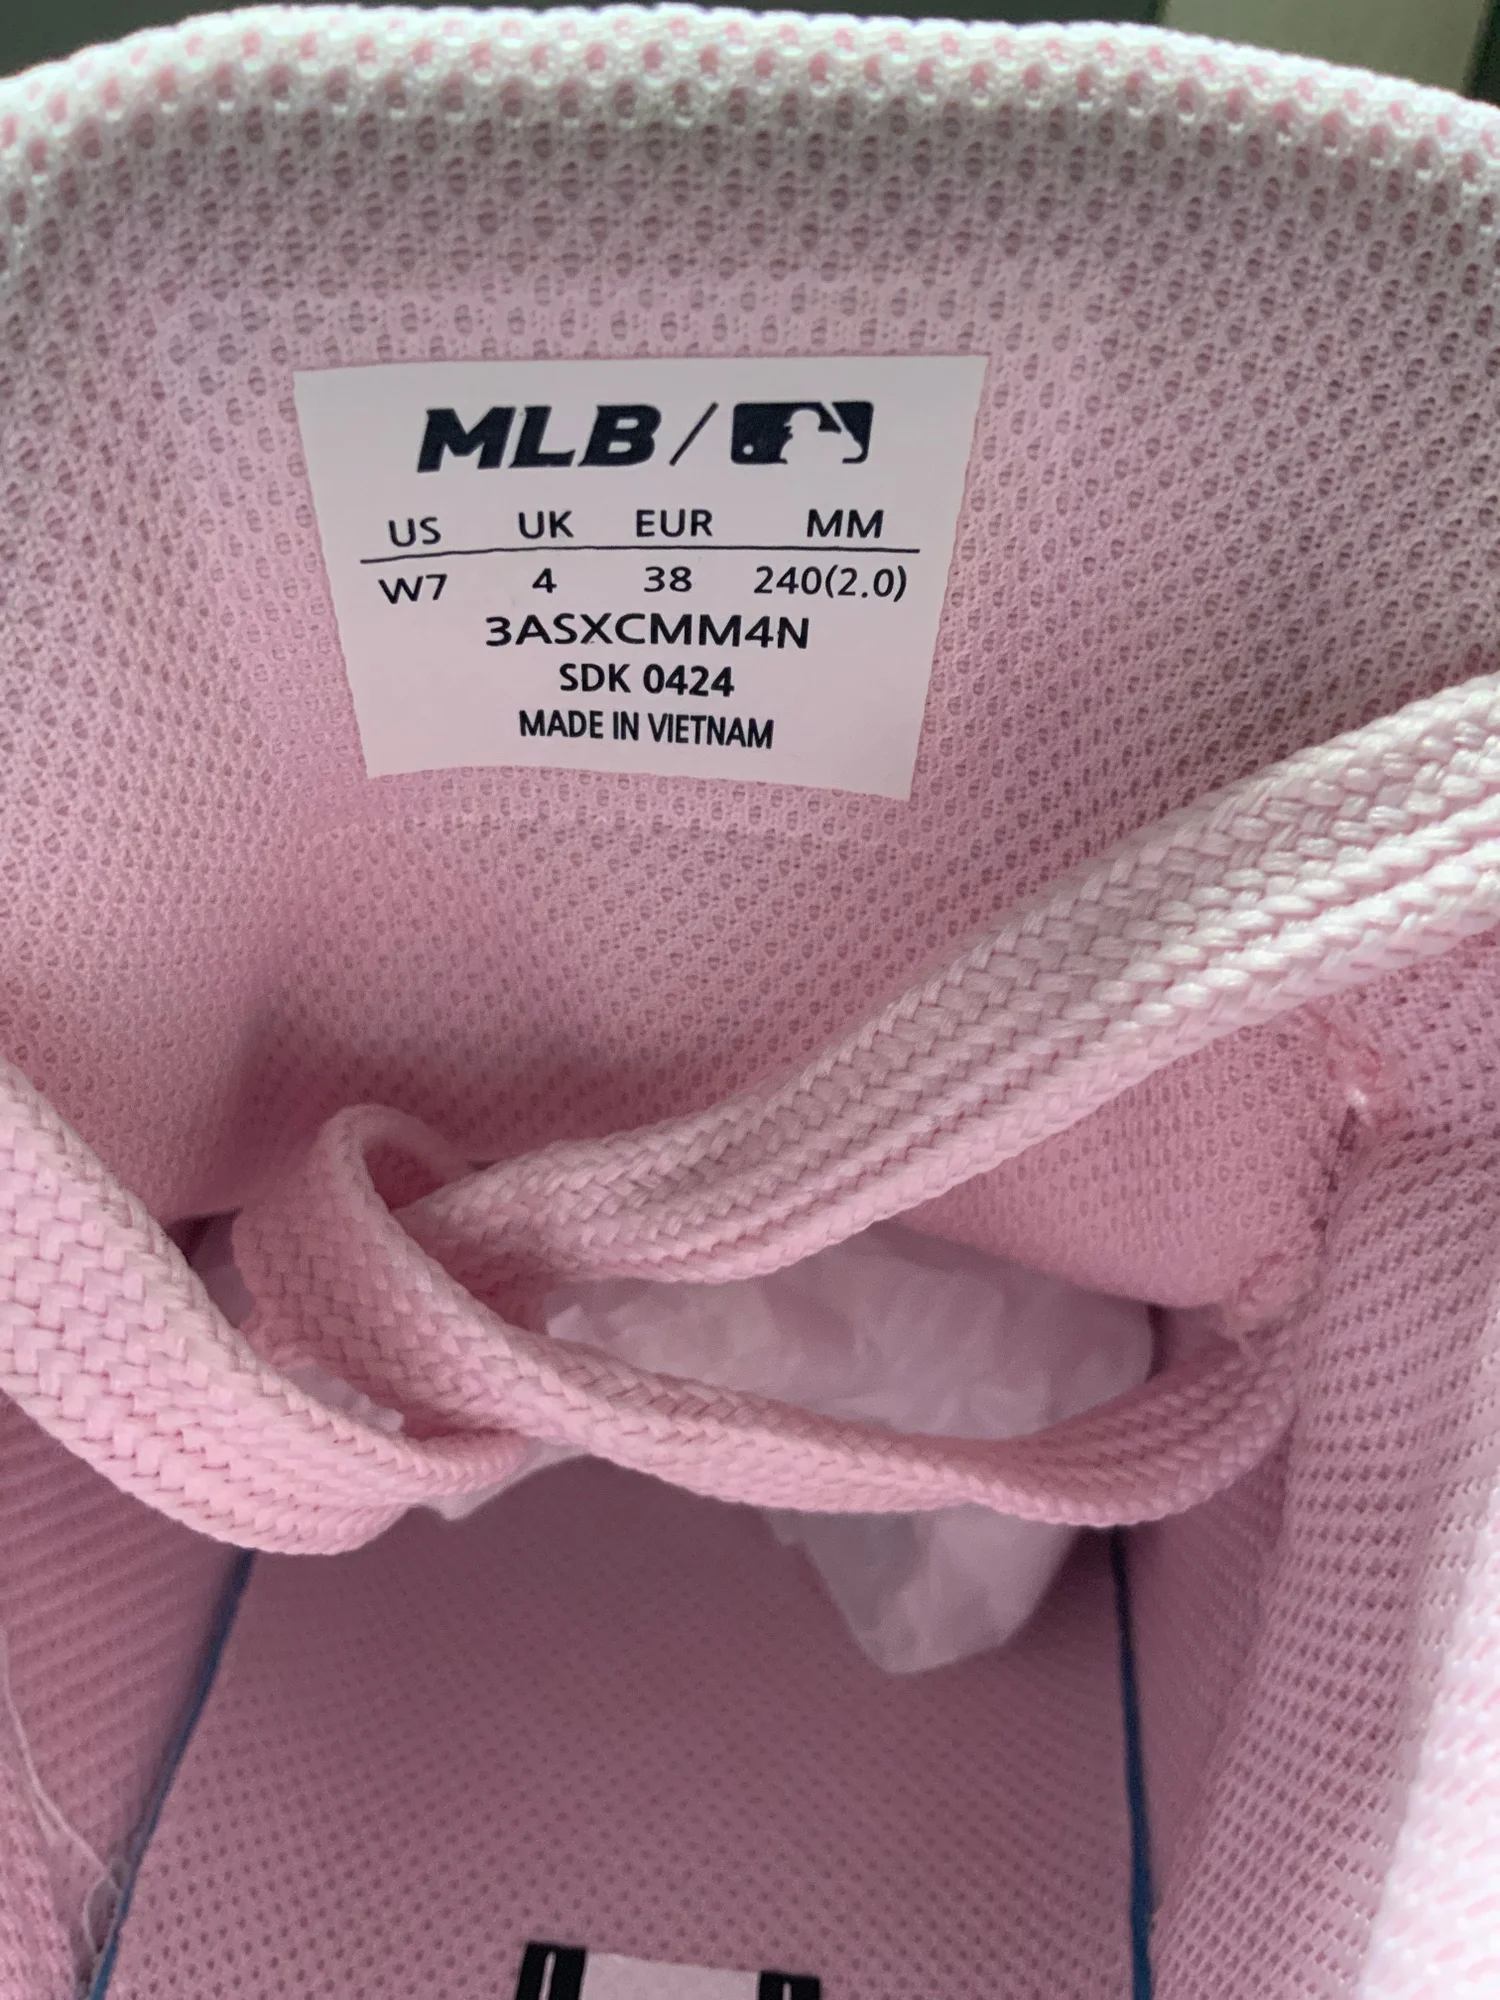 MLB /
US UK EUR MM
W7 4 38 240(2.0)
3ASXCMM4N
SDK 0424
MADE IN VIETNAM